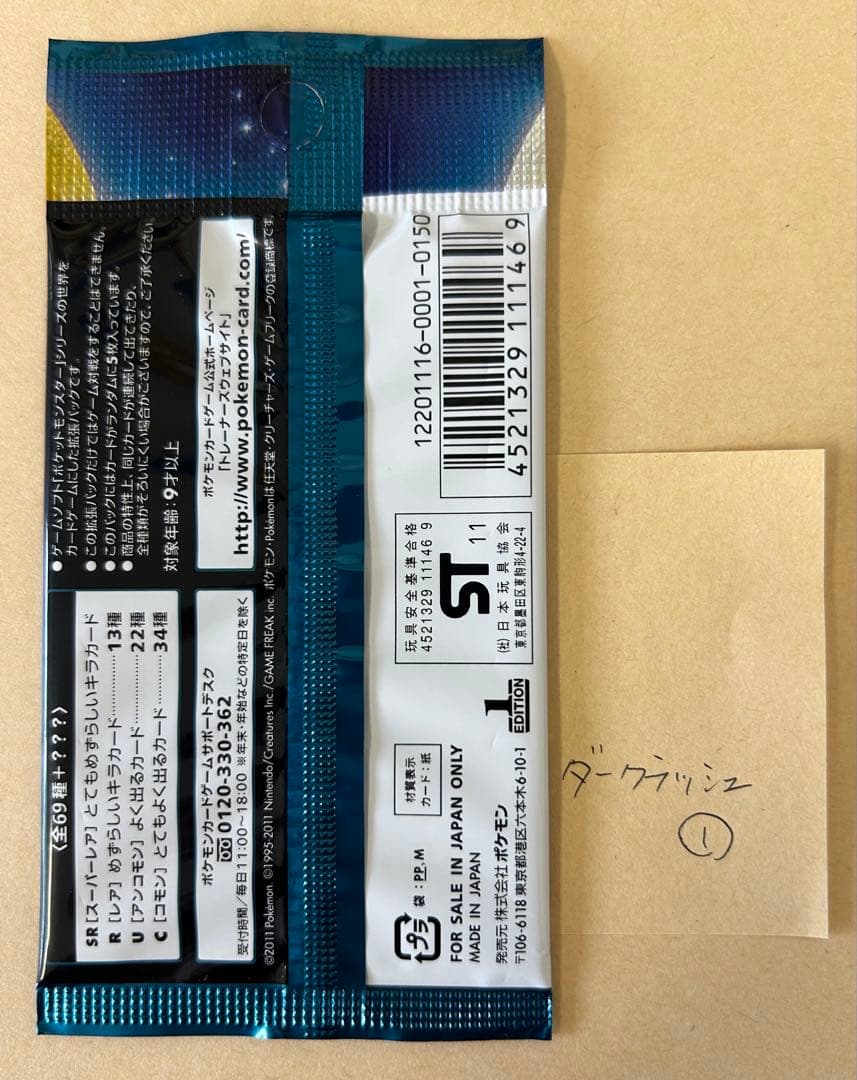 ●ゲームソフト「ポケットモンスター」シリーズの世界を
カードゲームにした拡張パックです。
●この拡張パックだけではゲーム対戦をすることはできません。
●このパックにはカードがランダムに5枚入っています。
●商品の特性上、同じカードが連続して出てきたり、
全種類がそろいにくい場合がございますので、ご了承ください。
対象年齢:9才以上
ポケモンカードゲーム公式ホームページ
「トレーナーズウェブサイト」
http://www.pokemon-card.com/
〈全69種+????〉
SR [スーパーレア] とてもめずらしいキラカード
R [レア] めずらしいキラカード…………13種
U [アンコモン] よく出るカード…………22種
C [コモン] とてもよく出るカード…………34種
ポケモンカードゲームサポートデスク
0120-330-362
受付時間/毎日11:00〜18:00 ※年末・年始などの特定日を除く
©2011 Pokémon. ©1995-2011 Nintendo/Creatures Inc./GAME FREAK inc. ポケモン・Pokémonは任天堂・クリーチャーズ・ゲームフリークの登録商標です。
12201116-0001-0150
4521329 111469
玩具安全基準合格
4521329 11146 9
ST 11
(社)日本玩具協会
東京都墨田区東駒形4-22-4
1 EDITION
材質表示
カード:紙
プラ
袋:PP,M
FOR SALE IN JAPAN ONLY
MADE IN JAPAN
発売元 株式会社ポケモン
〒106-6118 東京都港区六本木6-10-1
ダークラッシュ
①